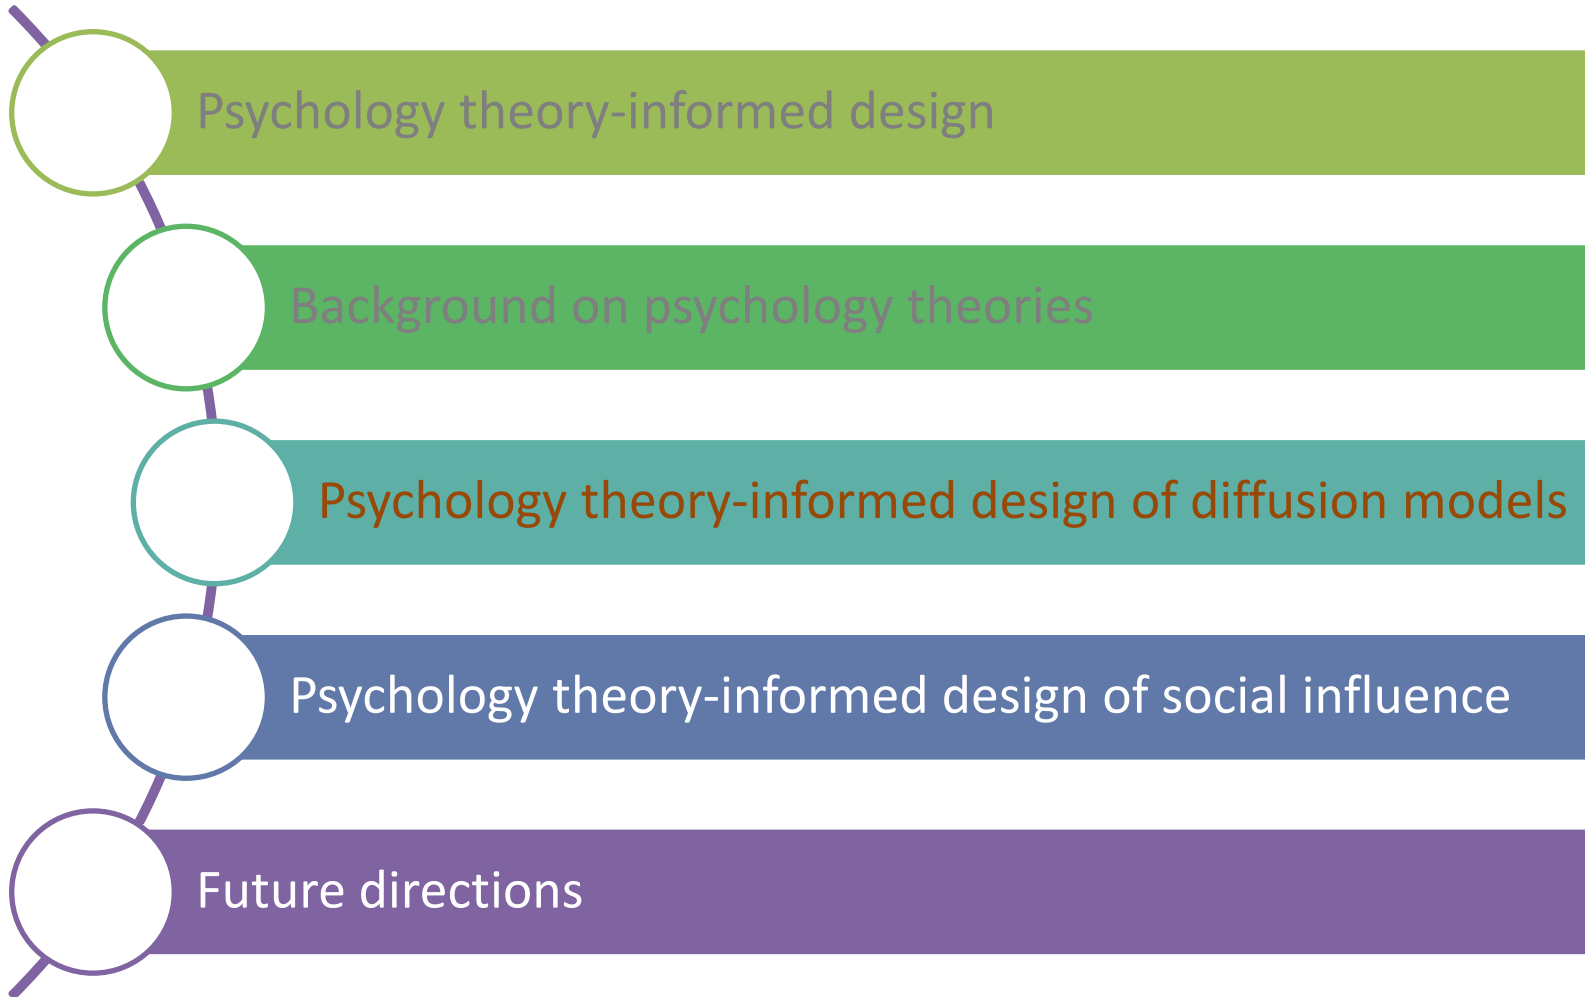 Psychology theory-informed design
Background on psychology theories
Psychology theory-informed design of diffusion models
Psychology theory-informed design of social influence
Future directions